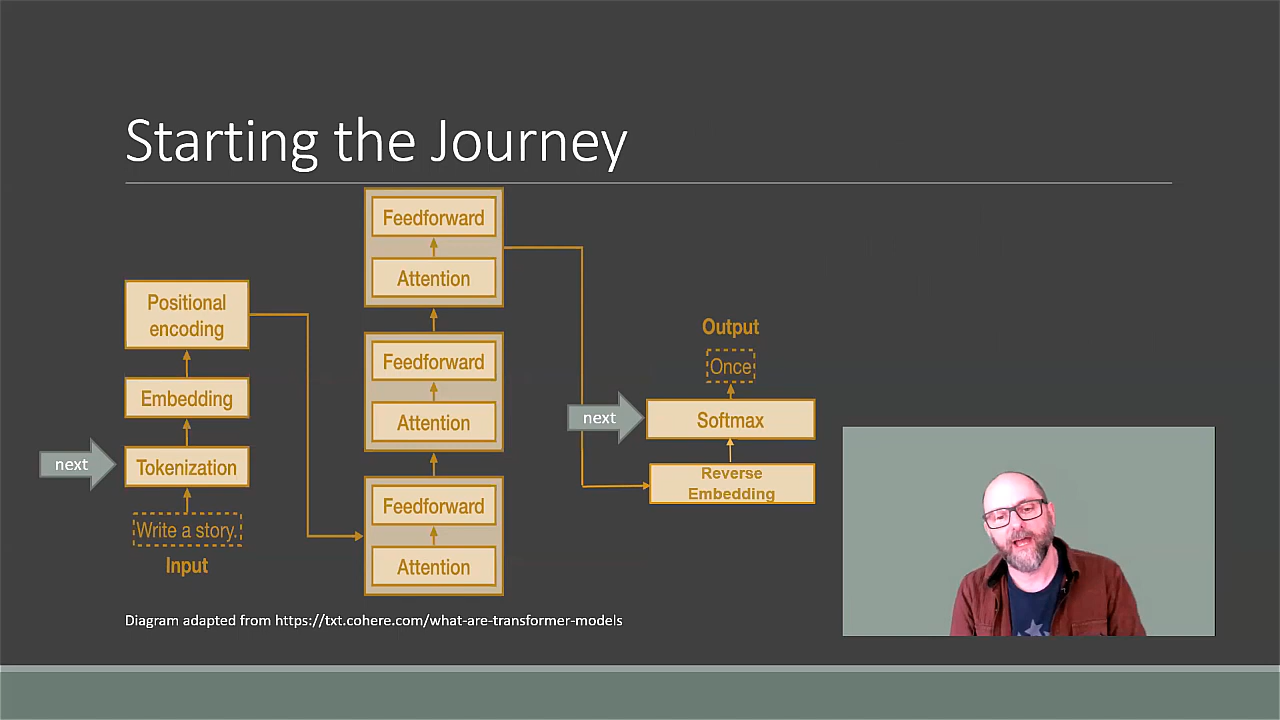 Starting the Journey
Positional
encoding
Embedding
next
Tokenization
Write a story.
Input
Feedforward
Attention
Feedforward
Attention
Feedforward
Attention
Output
Once
next
Softmax
Reverse
Embedding
Diagram adapted from https://txt.cohere.com/what-are-transformer-models